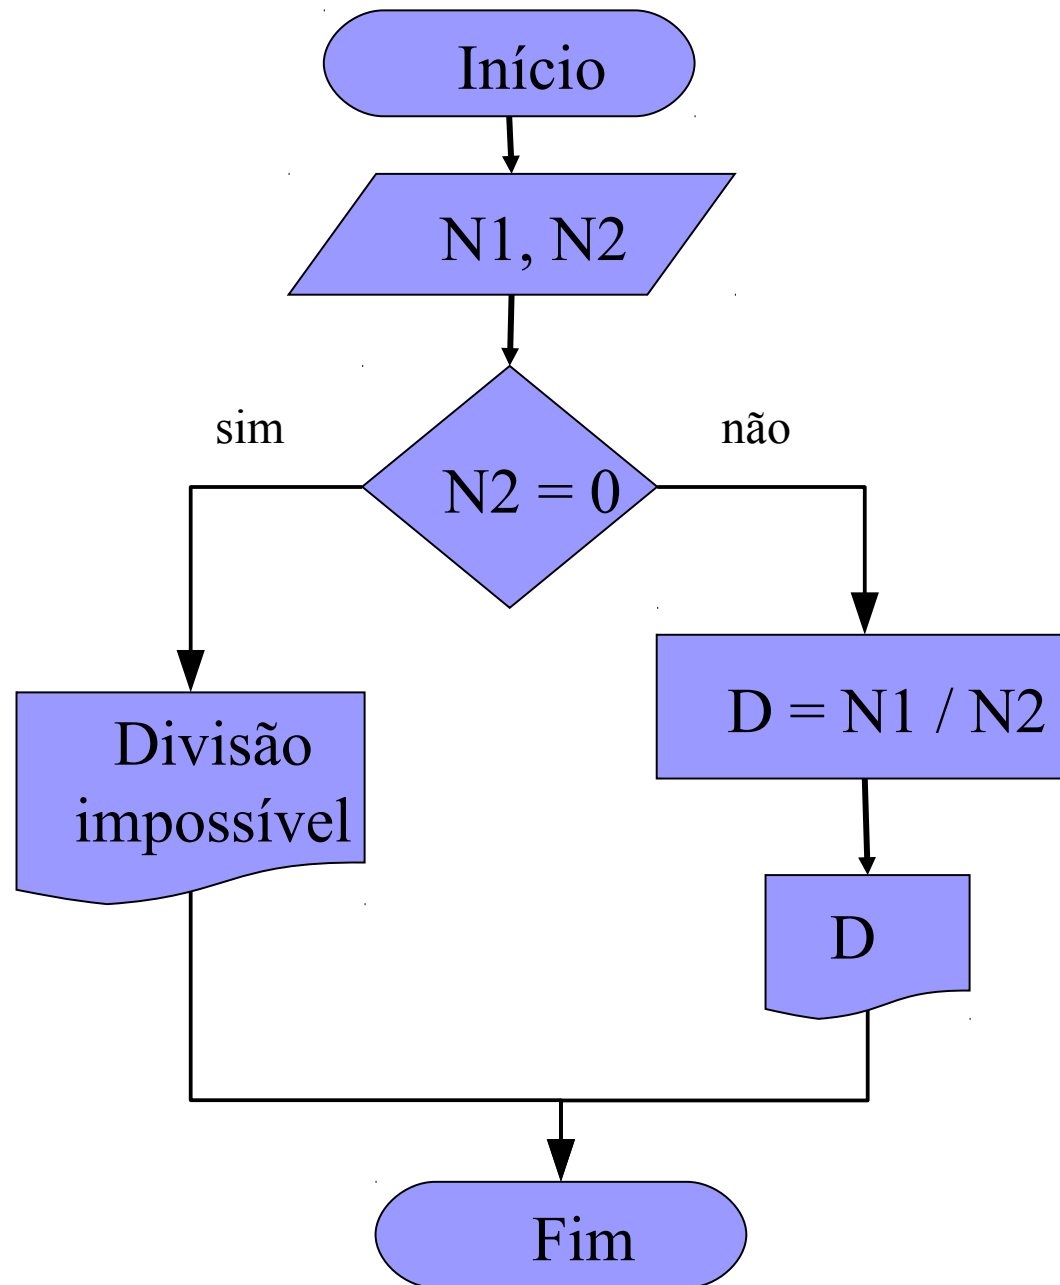 Início
N1, N2
sim
não
N2 = 0
D = N1 / N2
Divisão
impossível
D
Fim